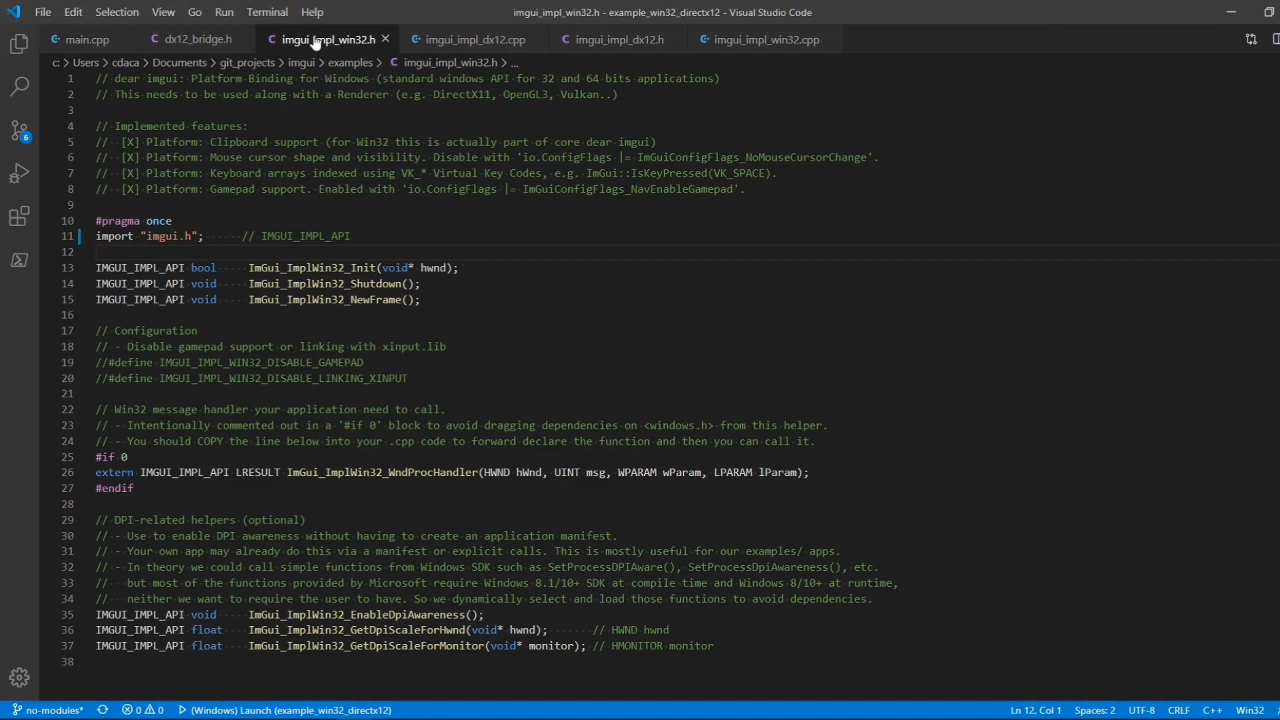 File Edit Selection View Go Run Terminal Help imgui_impl_win32.h - example_win32_directx12 - Visual Studio Code
main.cpp dx12_bridge.h imgui_impl_win32.h imgui_impl_dx12.cpp imgui_impl_dx12.h imgui_impl_win32.cpp
c: > Users > cdaca > Documents > git_projects > imgui > examples > C imgui_impl_win32.h > ...
1 // dear imgui: Platform Binding for Windows (standard windows API for 32 and 64 bits applications)
2 // This needs to be used along with a Renderer (e.g. DirectX11, OpenGL3, Vulkan..)
3
4 // Implemented features:
5 // [X] Platform: Clipboard support (for Win32 this is actually part of core dear imgui)
6 // [X] Platform: Mouse cursor shape and visibility. Disable with 'io.ConfigFlags |= ImGuiConfigFlags_NoMouseCursorChange'.
7 // [X] Platform: Keyboard arrays indexed using VK_* Virtual Key Codes, e.g. ImGui::IsKeyPressed(VK_SPACE).
8 // [X] Platform: Gamepad support. Enabled with 'io.ConfigFlags |= ImGuiConfigFlags_NavEnableGamepad'.
9
10 #pragma once
11 import "imgui.h"; // IMGUI_IMPL_API
12
13 IMGUI_IMPL_API bool ImGui_ImplWin32_Init(void* hwnd);
14 IMGUI_IMPL_API void ImGui_ImplWin32_Shutdown();
15 IMGUI_IMPL_API void ImGui_ImplWin32_NewFrame();
16
17 // Configuration
18 // - Disable gamepad support or linking with xinput.lib
19 //#define IMGUI_IMPL_WIN32_DISABLE_GAMEPAD
20 //#define IMGUI_IMPL_WIN32_DISABLE_LINKING_XINPUT
21
22 // Win32 message handler your application need to call.
23 // - Intentionally commented out in a '#if 0' block to avoid dragging dependencies on <windows.h> from this helper.
24 // - You should COPY the line below into your .cpp code to forward declare the function and then you can call it.
25 #if 0
26 extern IMGUI_IMPL_API LRESULT ImGui_ImplWin32_WndProcHandler(HWND hWnd, UINT msg, WPARAM wParam, LPARAM lParam);
27 #endif
28
29 // DPI-related helpers (optional)
30 // - Use to enable DPI awareness without having to create an application manifest.
31 // - Your own app may already do this via a manifest or explicit calls. This is mostly useful for our examples/ apps.
32 // - In theory we could call simple functions from Windows SDK such as SetProcessDPIAware(), SetProcessDpiAwareness(), etc.
33 // but most of the functions provided by Microsoft require Windows 8.1/10+ SDK at compile time and Windows 8/10+ at runtime,
34 // neither we want to require the user to have. So we dynamically select and load those functions to avoid dependencies.
35 IMGUI_IMPL_API void ImGui_ImplWin32_EnableDpiAwareness();
36 IMGUI_IMPL_API float ImGui_ImplWin32_GetDpiScaleForHwnd(void* hwnd); // HWND hwnd
37 IMGUI_IMPL_API float ImGui_ImplWin32_GetDpiScaleForMonitor(void* monitor); // HMONITOR monitor
38
6
no-modules* 0 0 (Windows) Launch (example_win32_directx12) Ln 12, Col 1 Spaces: 2 UTF-8 CRLF C++ Win32